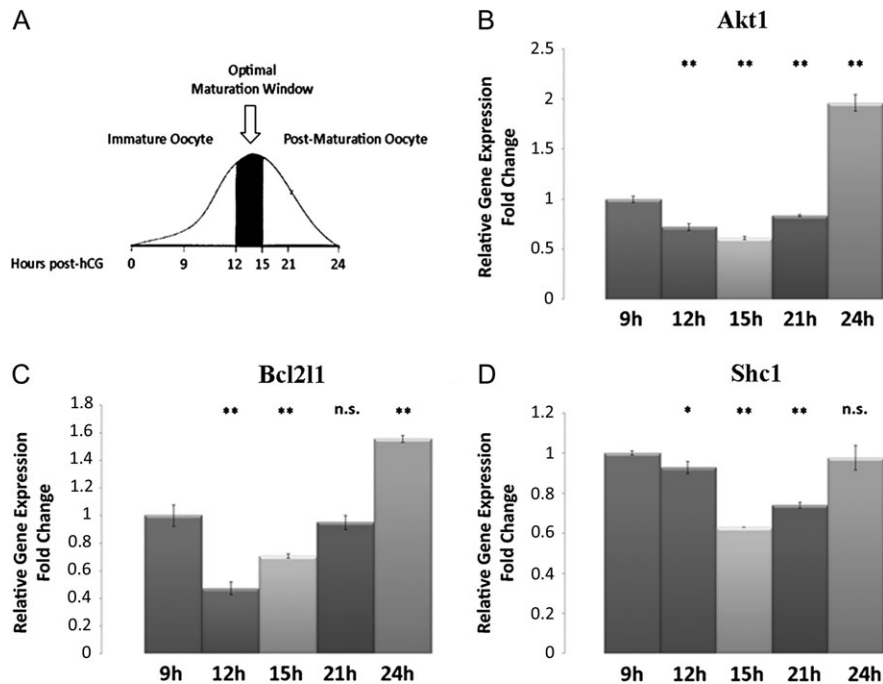 A
Optimal
Maturation Window
Immature Oocyte
Post-Maturation Oocyte
Hours post-hCG
0 9 12 15 21 24
B
Akt1
Relative Gene Expression
Fold Change
2.5
2
1.5
1
0.5
0
** ** ** **
9h 12h 15h 21h 24h
C
Bcl2l1
Relative Gene Expression
Fold Change
1.8
1.6
1.4
1.2
1
0.8
0.6
0.4
0.2
0
** ** n.s. **
9h 12h 15h 21h 24h
D
Shc1
Relative Gene Expression
Fold Change
1.2
1
0.8
0.6
0.4
0.2
0
* ** ** n.s.
9h 12h 15h 21h 24h